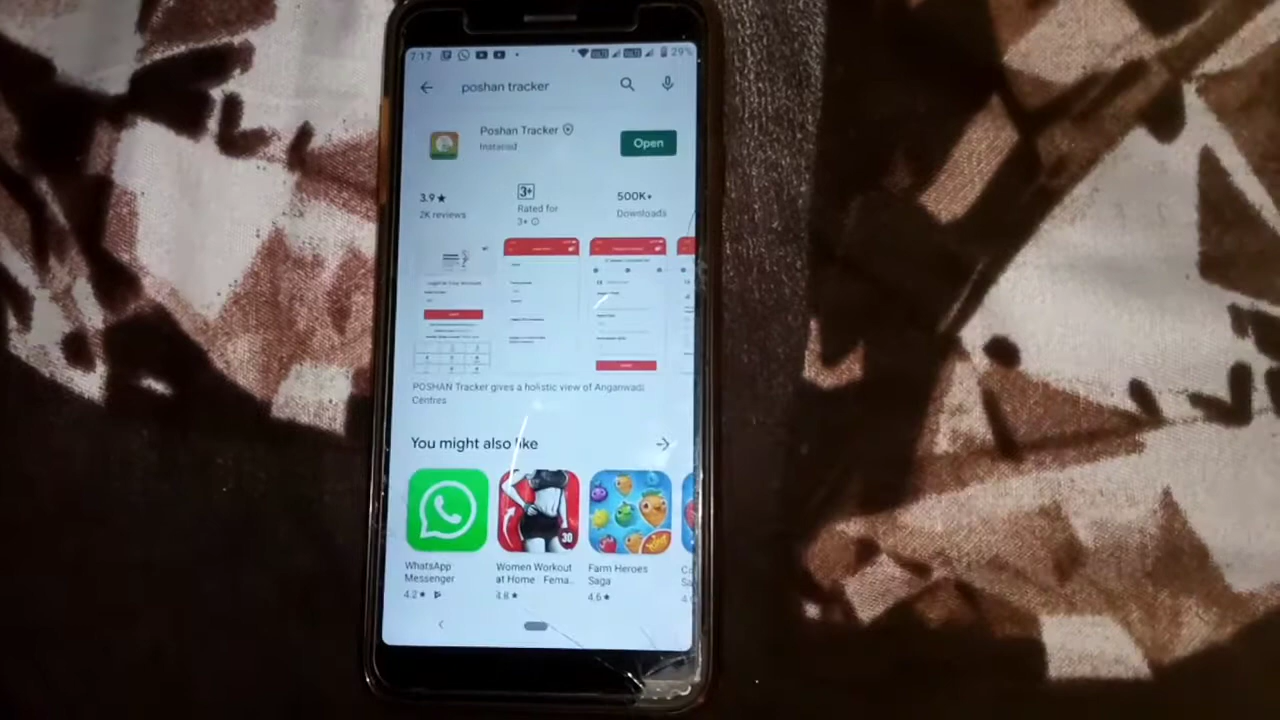 7:17
29%
poshan tracker
Poshan Tracker
Installed
Open
3.9★
2K reviews
3+
Rated for
3+
500K+
Downloads
POSHAN Tracker gives a holistic view of Anganwadi
Centres
You might also like
30
WhatsApp
Messenger
4.2★
Women Workout
at Home - Fema...
4.8★
Farm Heroes
Saga
4.6★